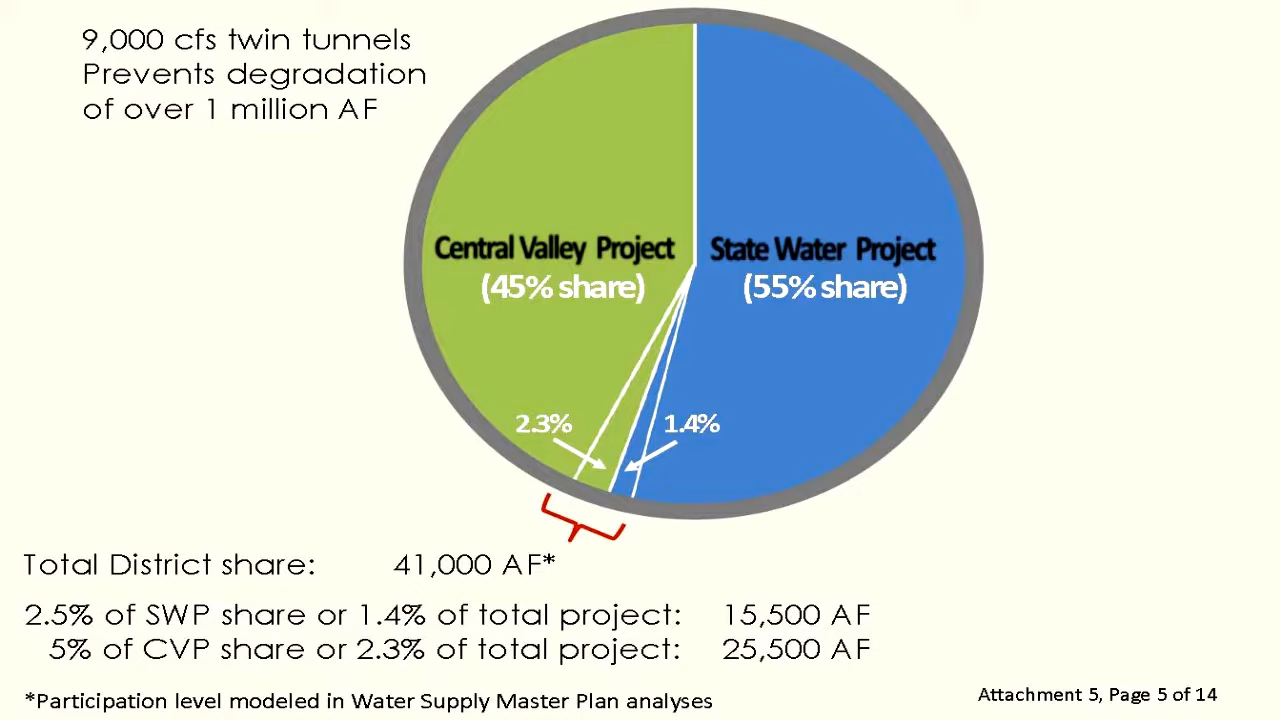 9,000 cfs twin tunnels
Prevents degradation
of over 1 million AF
Central Valley Project
(45% share)
State Water Project
(55% share)
2.3%
1.4%
Total District share: 41,000 AF*
2.5% of SWP share or 1.4% of total project: 15,500 AF
5% of CVP share or 2.3% of total project: 25,500 AF
*Participation level modeled in Water Supply Master Plan analyses
Attachment 5, Page 5 of 14